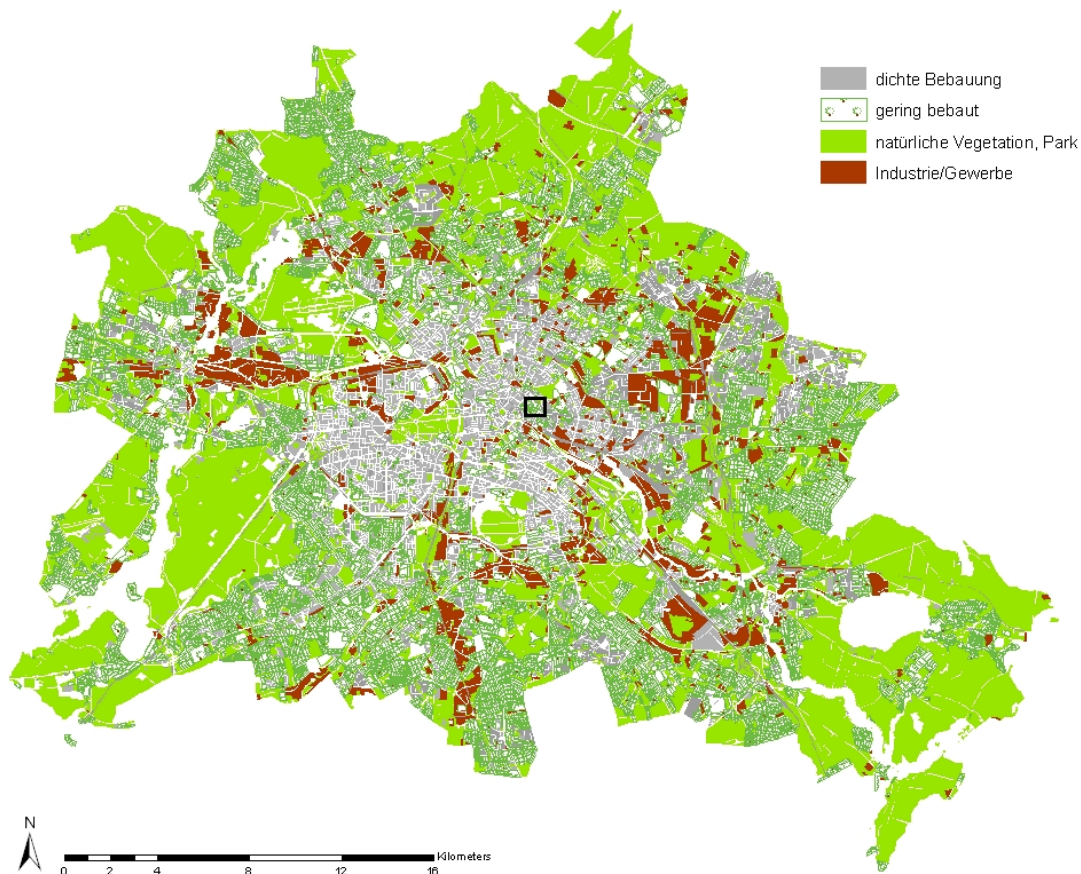 dichte Bebauung
gering bebaut
natürliche Vegetation, Park
Industrie/Gewerbe
N
Kilometers
0 2 4 8 12 16